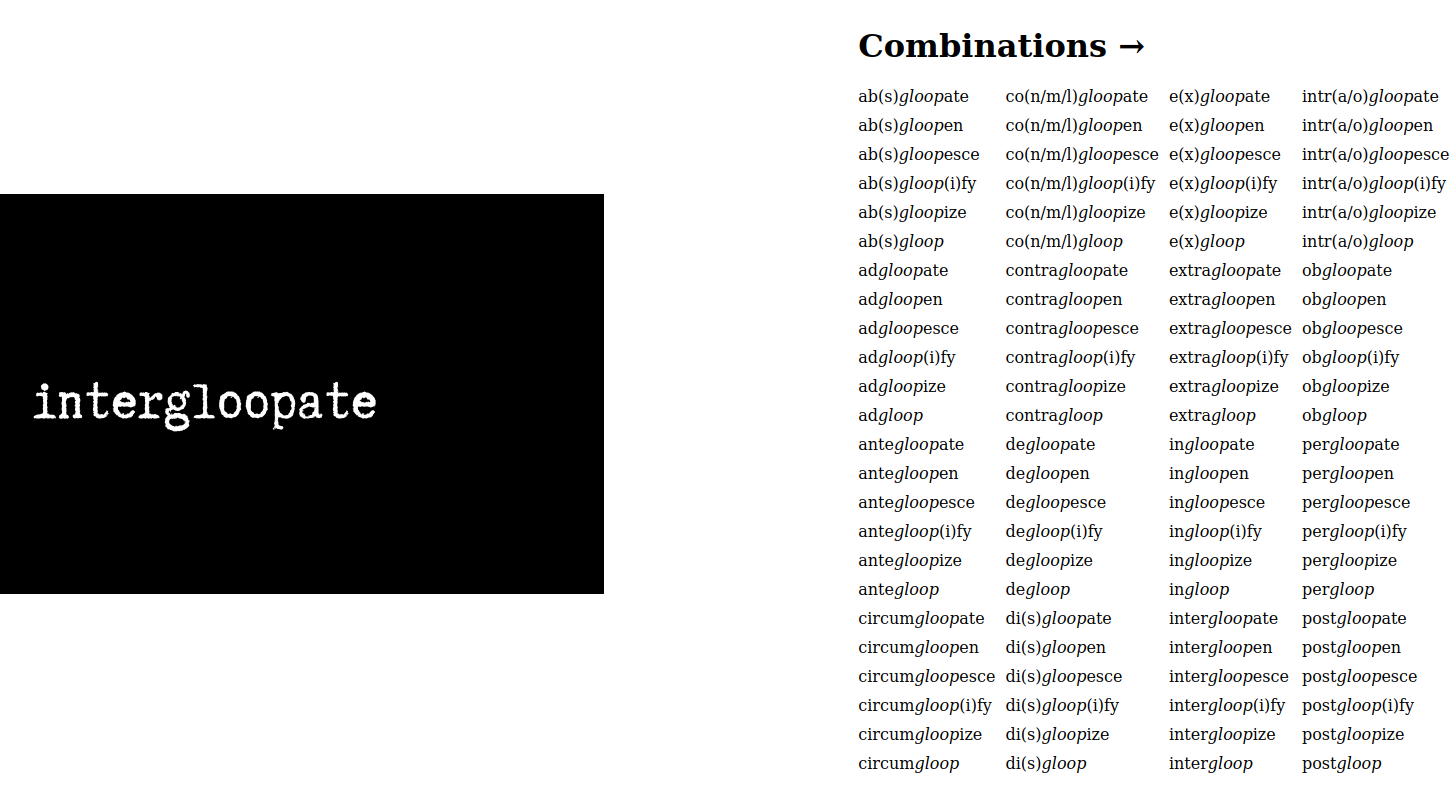 intergloopate
Combinations →
ab(s)gloopate
ab(s)gloopen
ab(s)gloopesce
ab(s)gloop(i)fy
ab(s)gloopize
ab(s)gloop
adgloopate
adgloopen
adgloopesce
adgloop(i)fy
adgloopize
adgloop
antegloopate
antegloopen
antegloopesce
antegloop(i)fy
antegloopize
antegloop
circumgloopate
circumgloopen
circumgloopesce
circumgloop(i)fy
circumgloopize
circumgloop
co(n/m/l)gloopate
co(n/m/l)gloopen
co(n/m/l)gloopesce
co(n/m/l)gloop(i)fy
co(n/m/l)gloopize
co(n/m/l)gloop
contragloopate
contragloopen
contragloopesce
contragloop(i)fy
contragloopize
contragloop
degloopate
degloopen
degloopesce
degloop(i)fy
degloopize
degloop
di(s)gloopate
di(s)gloopen
di(s)gloopesce
di(s)gloop(i)fy
di(s)gloopize
di(s)gloop
e(x)gloopate
e(x)gloopen
e(x)gloopesce
e(x)gloop(i)fy
e(x)gloopize
e(x)gloop
extragloopate
extragloopen
extragloopesce
extragloop(i)fy
extragloopize
extragloop
ingloopate
ingloopen
ingloopesce
ingloop(i)fy
ingloopize
ingloop
intergloopate
intergloopen
intergloopesce
intergloop(i)fy
intergloopize
intergloop
intr(a/o)gloopate
intr(a/o)gloopen
intr(a/o)gloopesce
intr(a/o)gloop(i)fy
intr(a/o)gloopize
intr(a/o)gloop
obgloopate
obgloopen
obgloopesce
obgloop(i)fy
obgloopize
obgloop
pergloopate
pergloopen
pergloopesce
pergloop(i)fy
pergloopize
pergloop
postgloopate
postgloopen
postgloopesce
postgloop(i)fy
postgloopize
postgloop